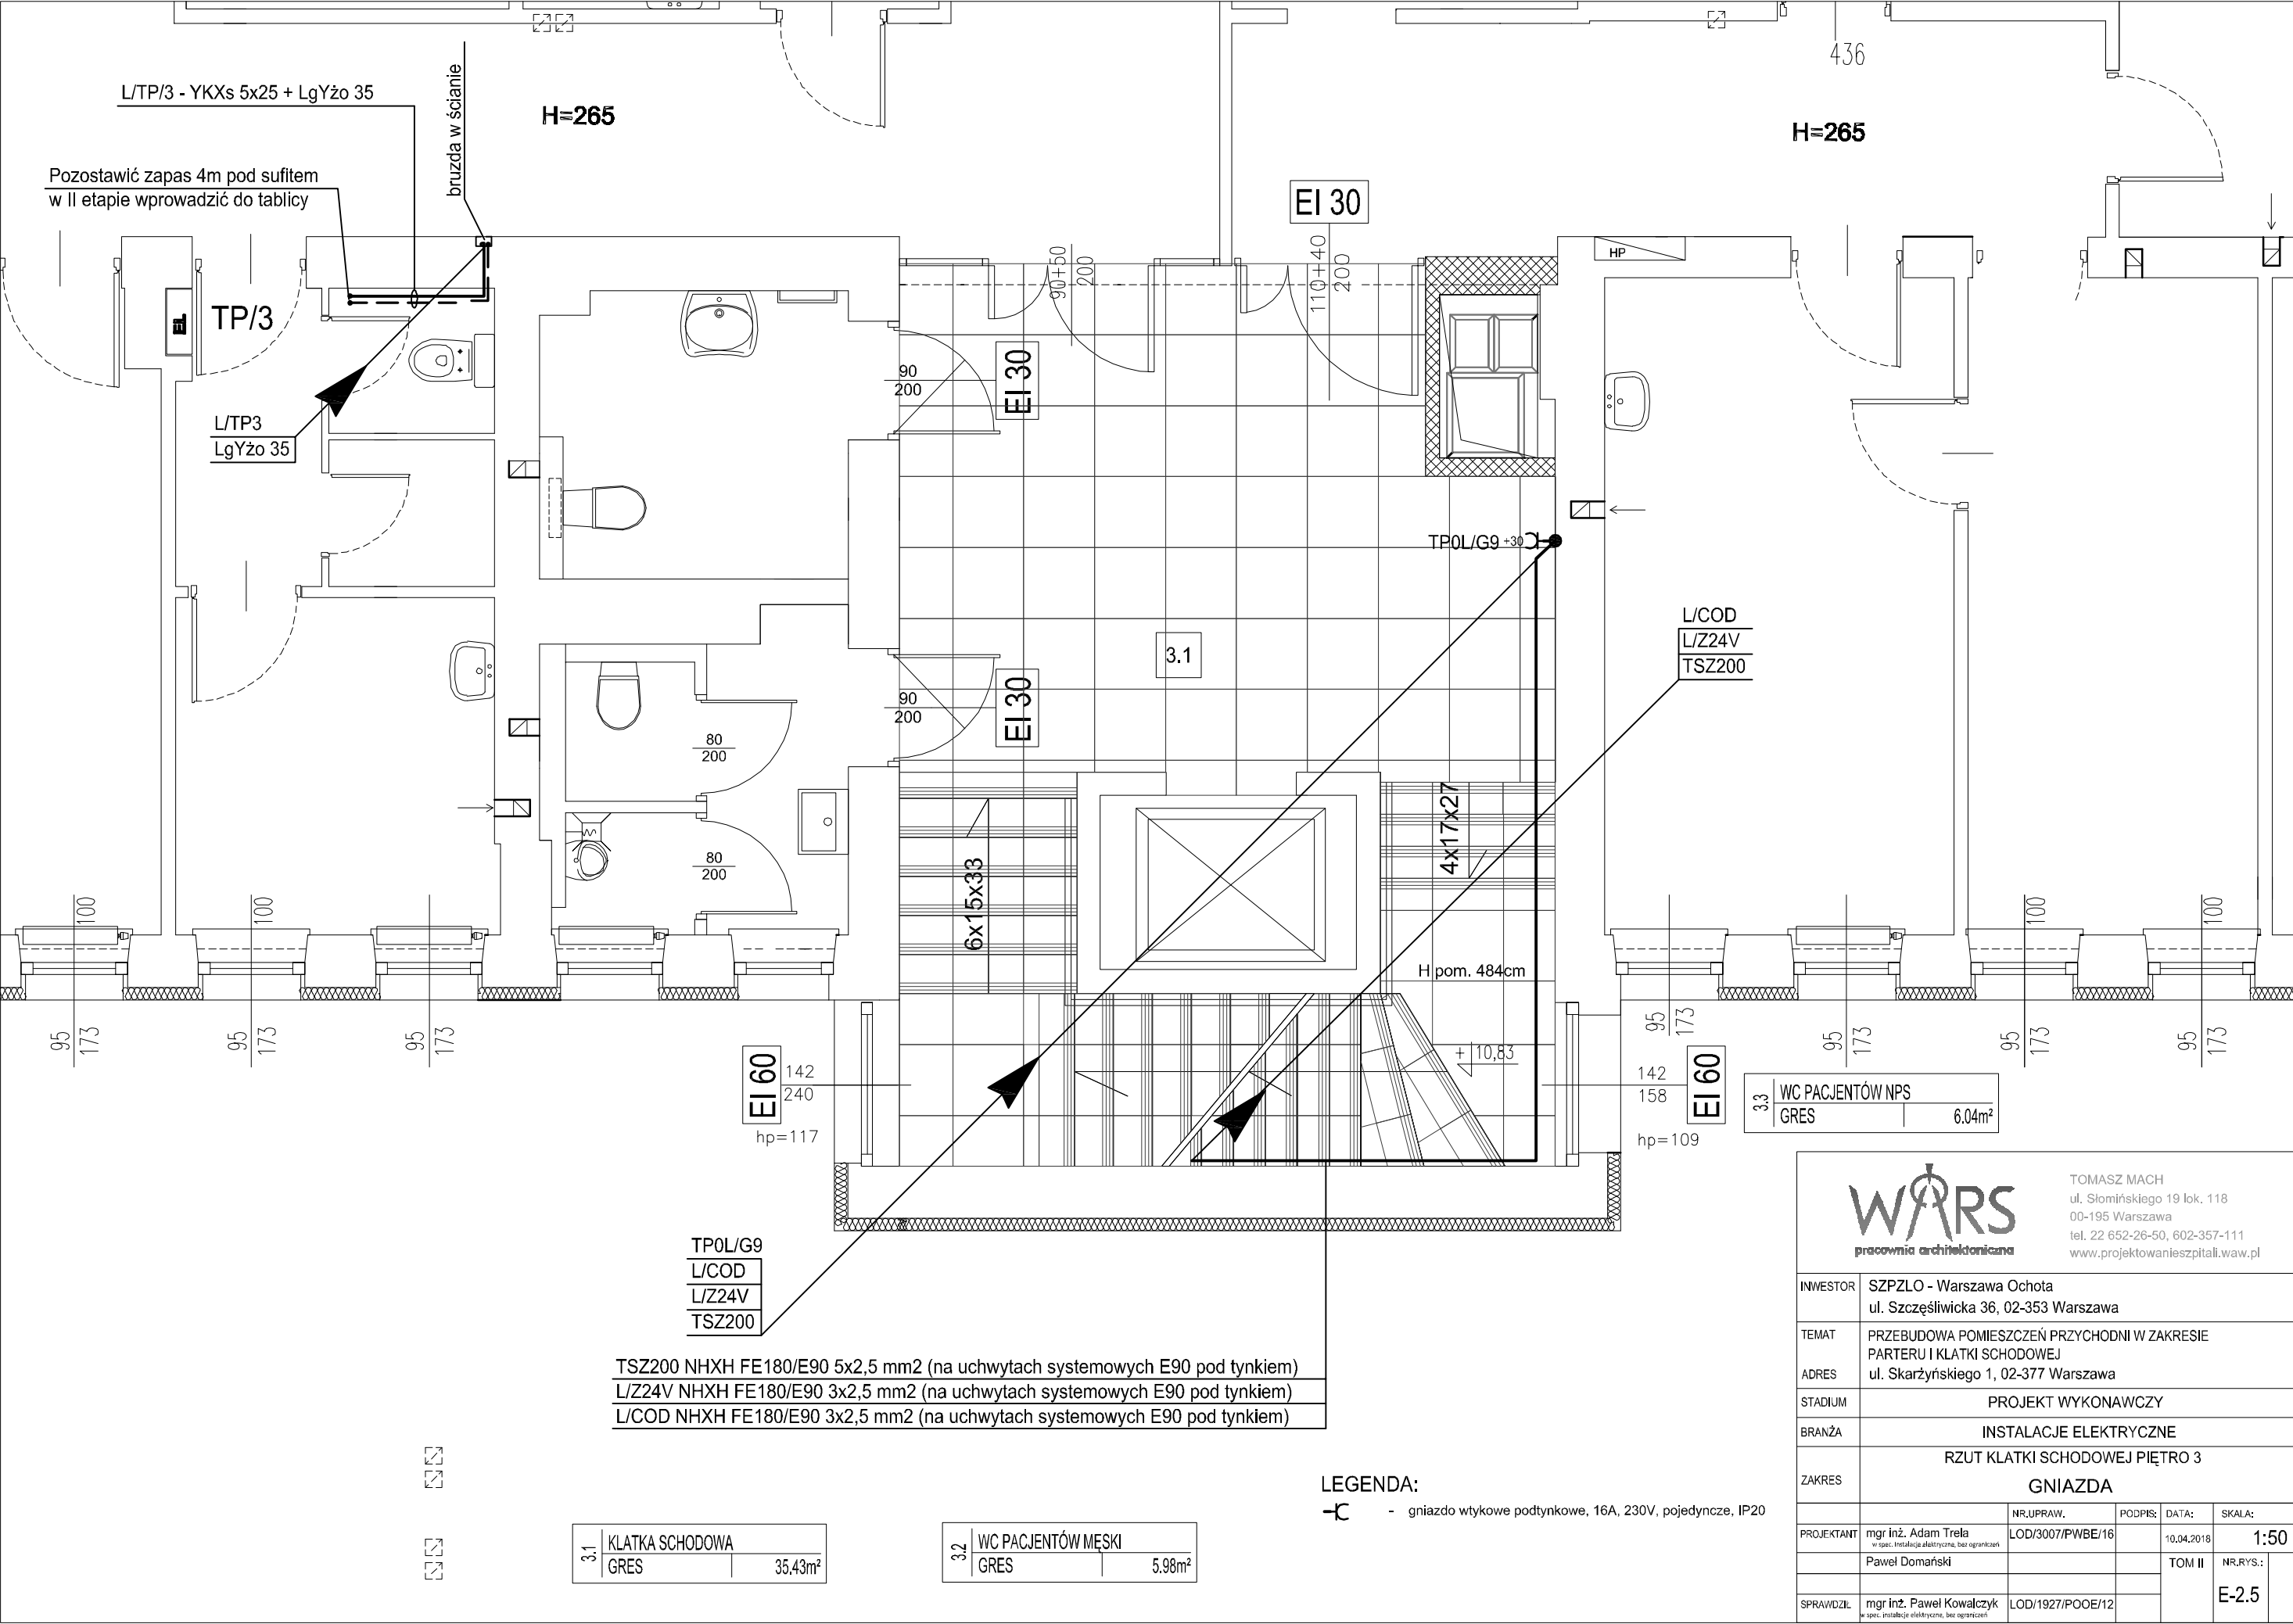 436
L/TP/3 - YKXs 5x25 + LgYżo 35
bruzda w ścianie
H=265
H=265
Pozostawić zapas 4m pod sufitem
w II etapie wprowadzić do tablicy
EI 30
90+50
200
110+40
200
HP
EL
TP/3
90
200
EI 30
L/TP3
LgYżo 35
TP0L/G9 +30
L/COD
L/Z24V
TSZ200
3.1
90
200
EI 30
80
200
80
200
6x15x33
4x17x27
H pom. 484cm
+ 10,83
100
100
100
100
95
173
95
173
95
173
95
173
95
173
95
173
95
173
EI 60
142
240
hp=117
142
158
EI 60
hp=109
3.3
WC PACJENTÓW NPS
GRES 6.04m²
TP0L/G9
L/COD
L/Z24V
TSZ200
TSZ200 NHXH FE180/E90 5x2,5 mm2 (na uchwytach systemowych E90 pod tynkiem)
L/Z24V NHXH FE180/E90 3x2,5 mm2 (na uchwytach systemowych E90 pod tynkiem)
L/COD NHXH FE180/E90 3x2,5 mm2 (na uchwytach systemowych E90 pod tynkiem)
LEGENDA:
- gniazdo wtykowe podtynkowe, 16A, 230V, pojedyncze, IP20
3.1
KLATKA SCHODOWA
GRES 35.43m²
3.2
WC PACJENTÓW MĘSKI
GRES 5.98m²
WARS
pracownia architektoniczna
TOMASZ MACH
ul. Słomińskiego 19 lok. 118
00-195 Warszawa
tel. 22 652-26-50, 602-357-111
www.projektowanieszpitali.waw.pl
INWESTOR SZPZLO - Warszawa Ochota
ul. Szczęśliwicka 36, 02-353 Warszawa
TEMAT PRZEBUDOWA POMIESZCZEŃ PRZYCHODNI W ZAKRESIE
PARTERU I KLATKI SCHODOWEJ
ADRES ul. Skarżyńskiego 1, 02-377 Warszawa
STADIUM PROJEKT WYKONAWCZY
BRANŻA INSTALACJE ELEKTRYCZNE
RZUT KLATKI SCHODOWEJ PIĘTRO 3
ZAKRES GNIAZDA
NR.UPRAW. PODPIS: DATA: SKALA:
PROJEKTANT mgr inż. Adam Trela LOD/3007/PWBE/16 10.04.2018 1:50
w spec. instalacje elektryczne, bez ograniczeń
Paweł Domański TOM II NR.RYS.:
E-2.5
SPRAWDZIŁ mgr inż. Paweł Kowalczyk LOD/1927/POOE/12
w spec. instalacje elektryczne, bez ograniczeń